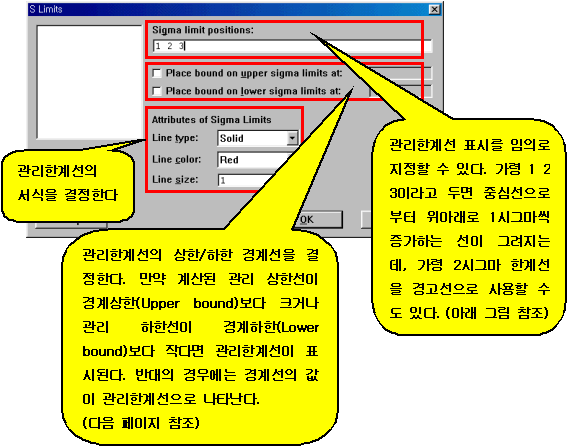 S Limits
Sigma limit positions:
1 2 3
Place bound on upper sigma limits at:
Place bound on lower sigma limits at:
Attributes of Sigma Limits
Line type:
Solid
Line color:
Red
Line size:
1
OK
관리한계선의
서식을 결정한다
관리한계선 표시를 임의로
지정할 수 있다. 가령 1 2
3이라고 두면 중심선으로
부터 위아래로 1시그마씩
증가하는 선이 그려지는
데, 가령 2시그마 한계선
을 경고선으로 사용할 수
도 있다. (아래 그림 참조)
관리한계선의 상한/하한 경계선을 결
정한다. 만약 계산된 관리 상한선이
경계상한(Upper bound)보다 크거나
관리 하한선이 경계하한(Lower
bound)보다 작다면 관리한계선이 표
시된다. 반대의 경우에는 경계선의 값
이 관리한계선으로 나타난다.
(다음 페이지 참조)